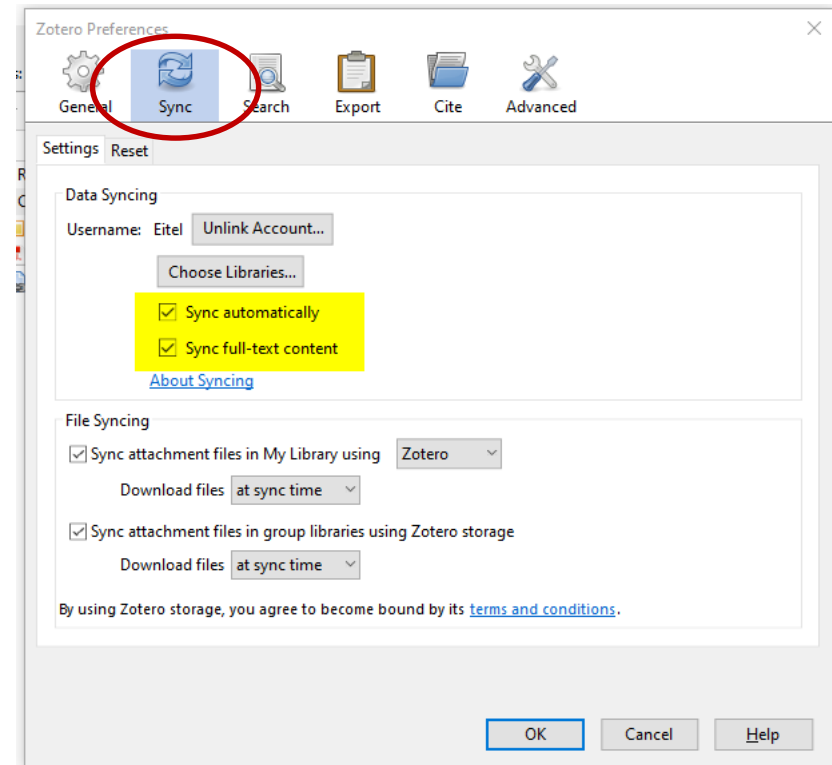 Zotero Preferences
General Sync Search Export Cite Advanced
Settings Reset
Data Syncing
Username: Eitel Unlink Account...
Choose Libraries...
Sync automatically
Sync full-text content
About Syncing
File Syncing
Sync attachment files in My Library using Zotero
Download files at sync time
Sync attachment files in group libraries using Zotero storage
Download files at sync time
By using Zotero storage, you agree to become bound by its terms and conditions.
OK Cancel Help